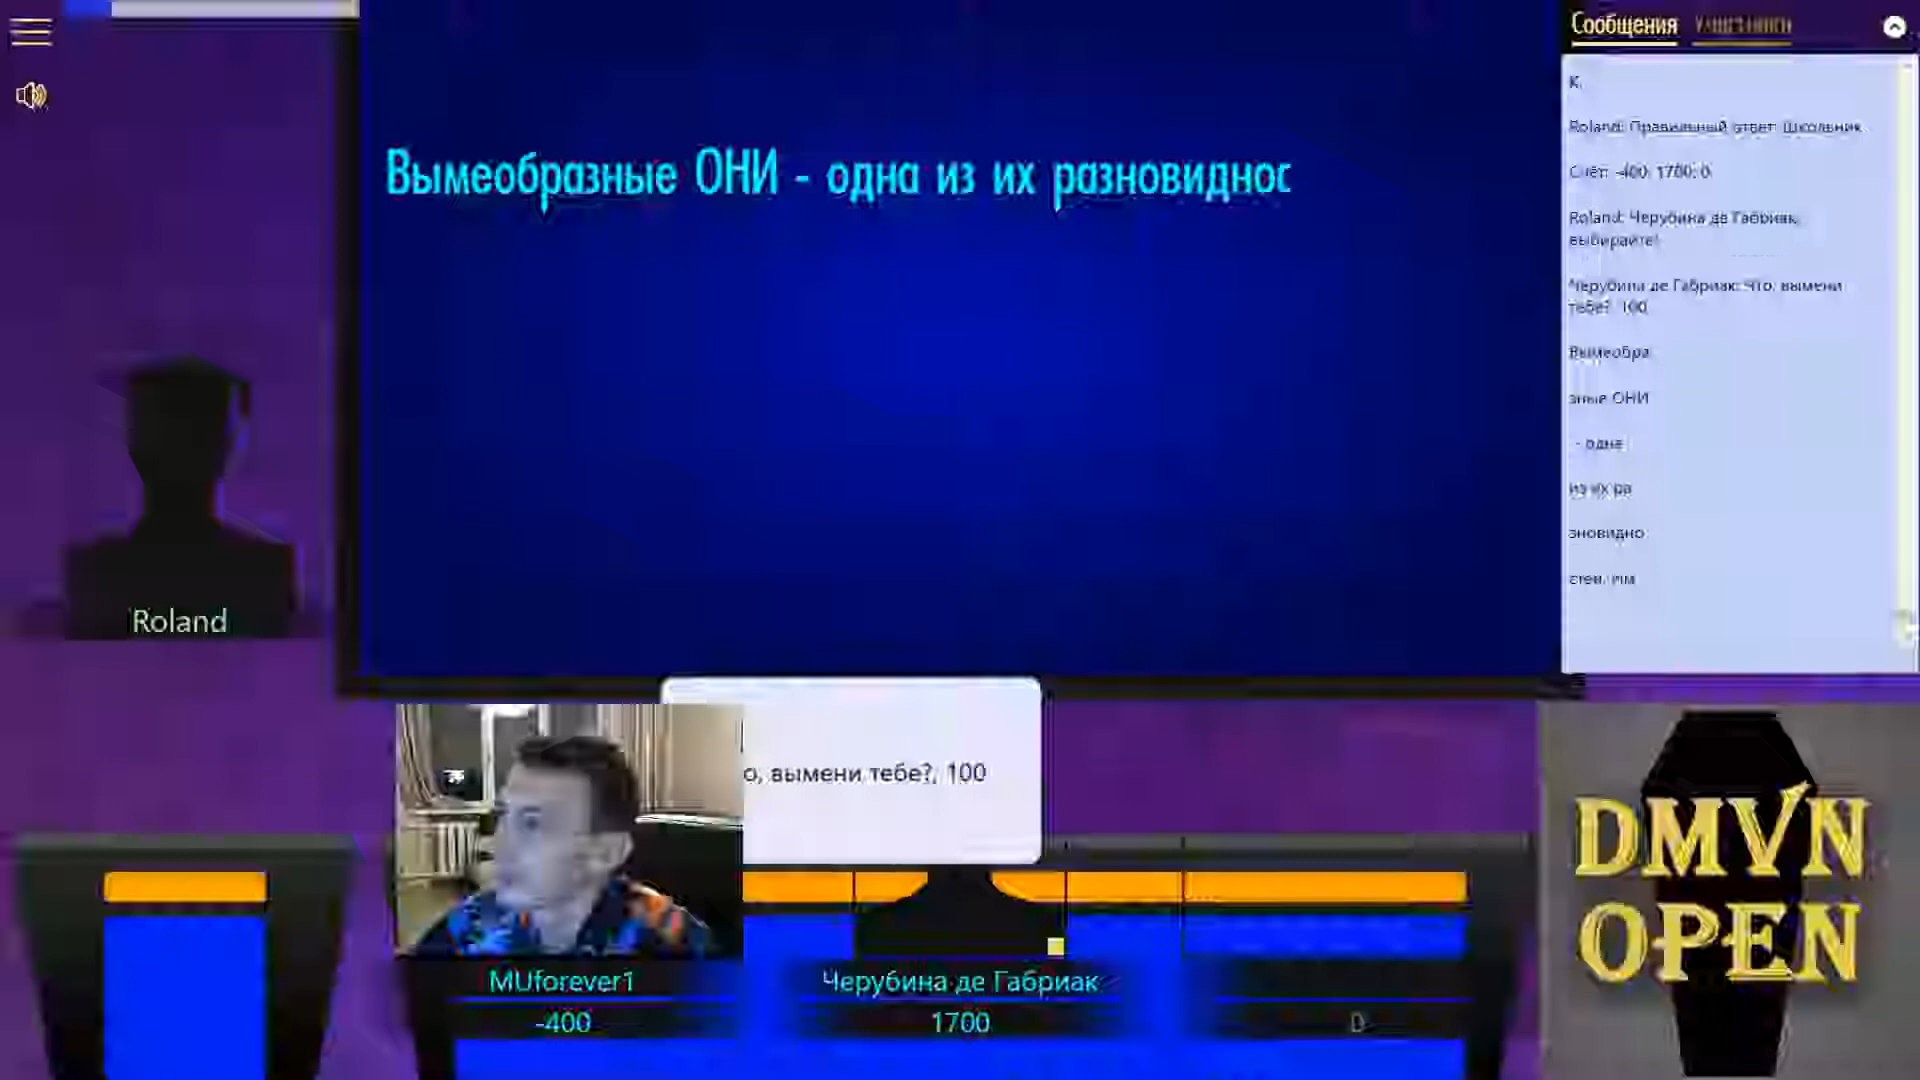 Сообщения
Вымеобразные ОНИ - одна из их разновиднос
К.
Roland: Правильный ответ: Школьник
Счёт: -400; 1700; 0
Roland: Черубина де Габриак, выбирайте!
Черубина де Габриак: Что, вымени
тебе?, 100
Вымеобра
зные ОНИ
- одна
из их ра
зновидно
стей. Им
Roland
о, вымени тебе?, 100
MUforever1
-400
Черубина де Габриак
1700
0
DMVN
OPEN